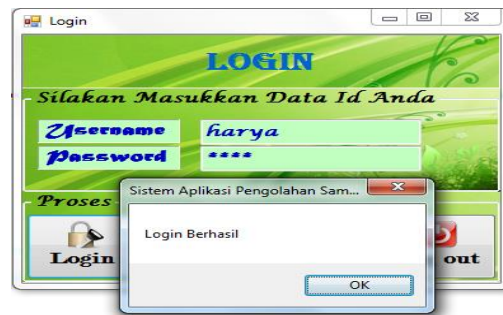 Login
LOGIN
Silakan Masukkan Data Id Anda
Username harya
Password ****
Proses
Sistem Aplikasi Pengolahan Sam...
Login Berhasil
OK
Login
out